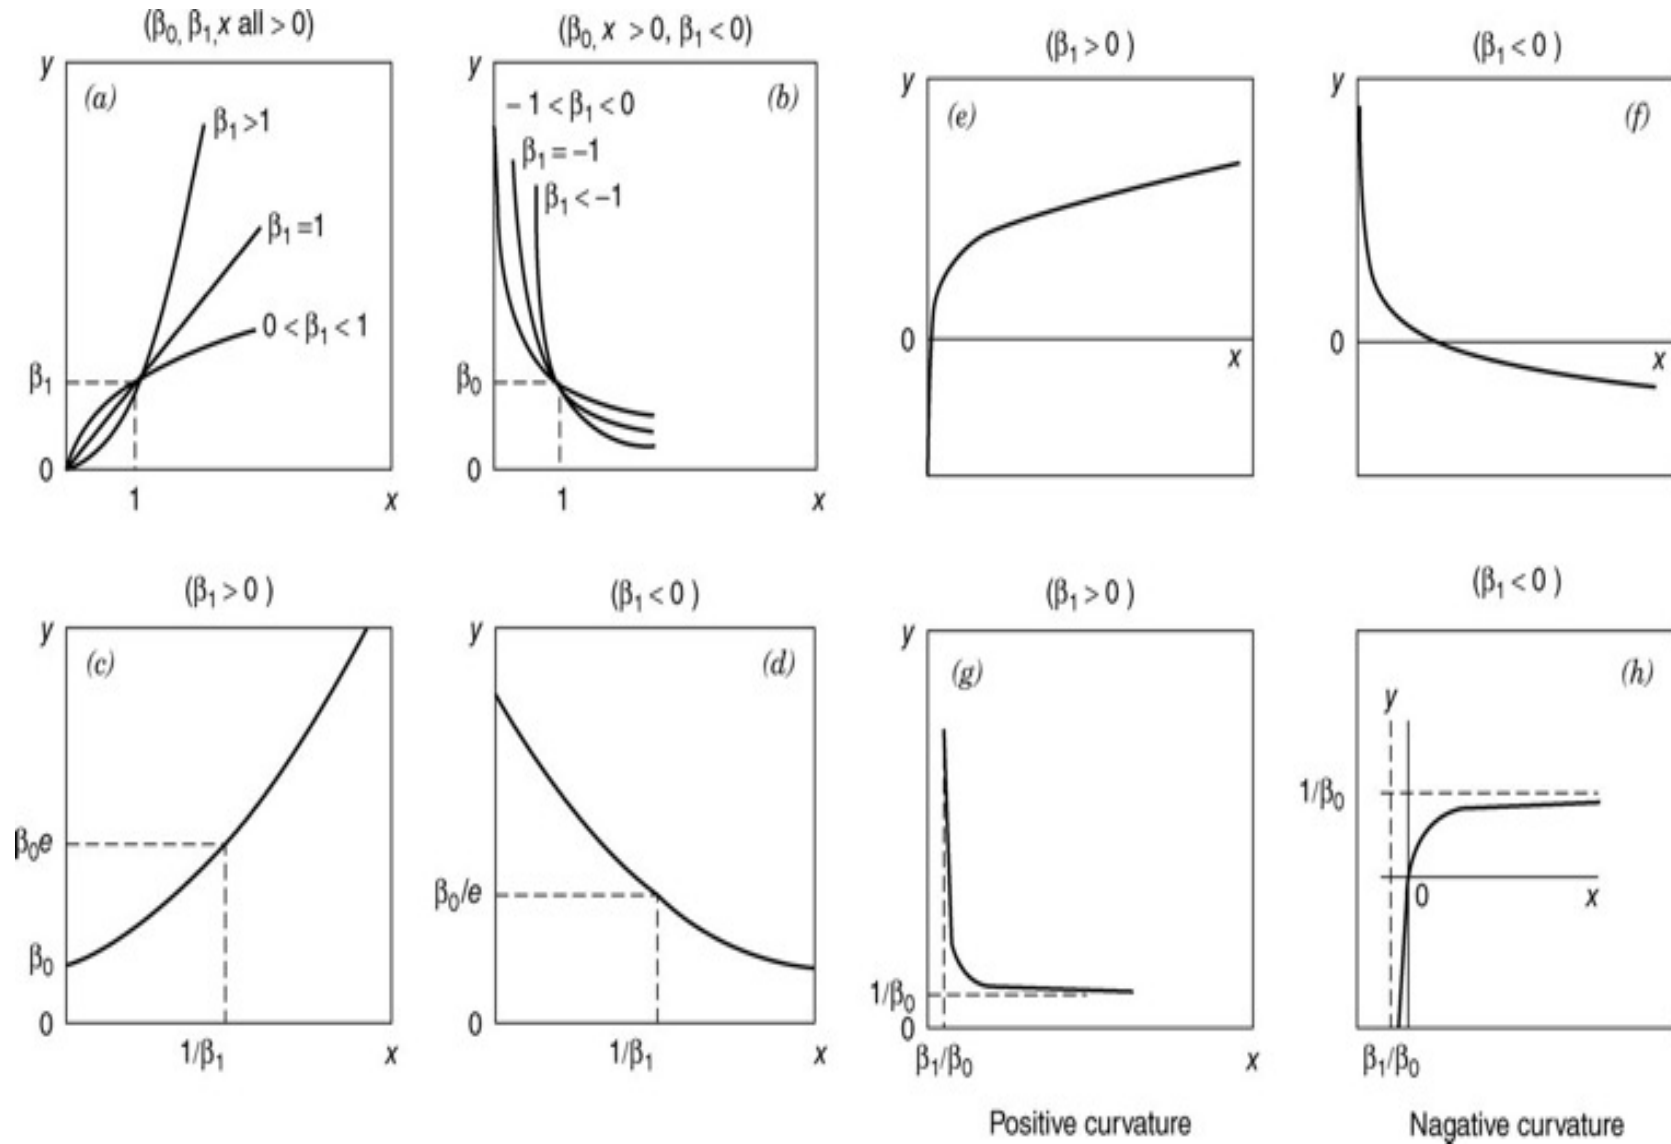 (β₀, β₁,x all > 0)
y
(a)
β₁ >1
β₁ =1
0 < β₁ < 1
β₁
0
1
x
(β₀, x > 0, β₁ < 0)
y
(b)
– 1 < β₁ < 0
β₁ = –1
β₁ < –1
β₀
0
1
x
(β₁ > 0 )
y
(e)
0
x
(β₁ < 0 )
y
(f)
0
x
(β₁ > 0 )
y
(c)
β₀e
β₀
0
1/β₁
x
(β₁ < 0 )
y
(d)
β₀/e
0
1/β₁
x
(β₁ > 0 )
y
(g)
1/β₀
0
β₁/β₀
x
Positive curvature
(β₁ < 0 )
(h)
y
1/β₀
0
x
β₁/β₀
Nagative curvature